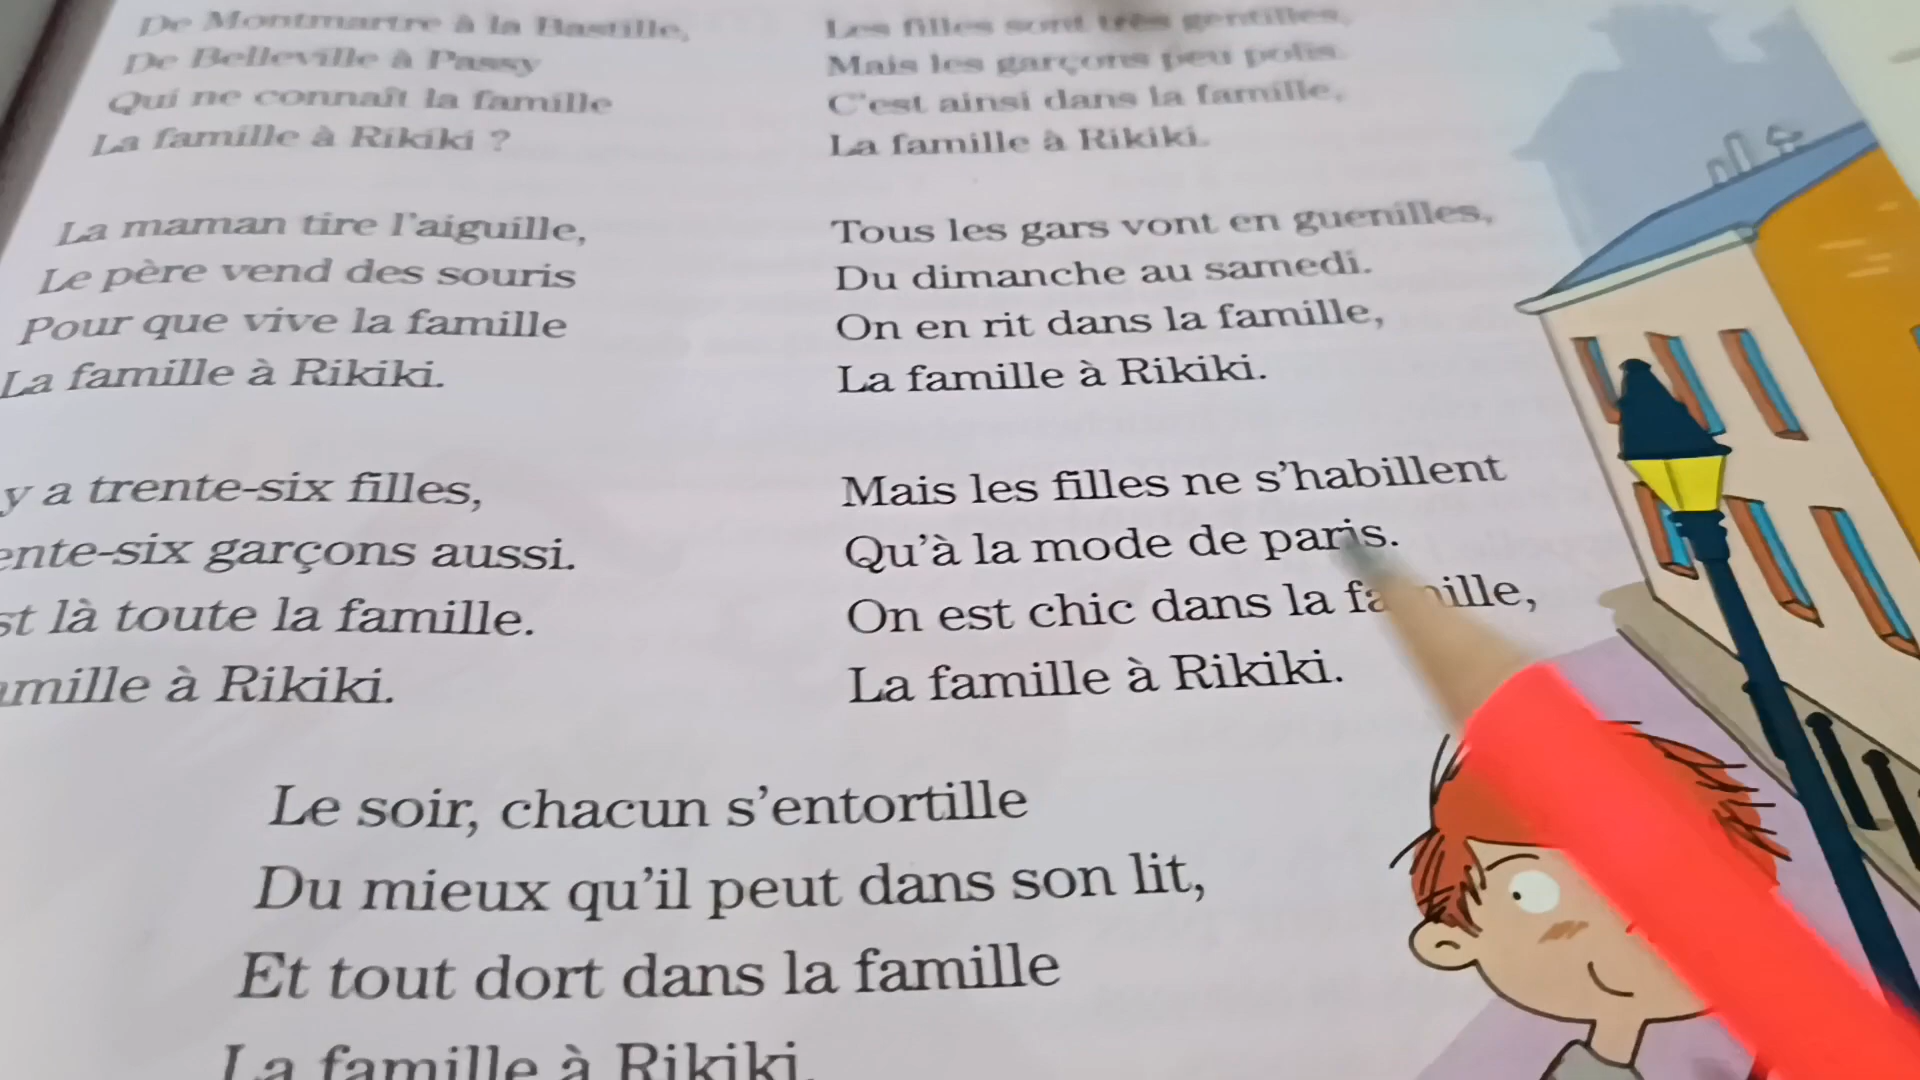 De Montmartre à la Bastille,
De Belleville à Passy
Qui ne connaît la famille
La famille à Rikiki ?
La maman tire l'aiguille,
Le père vend des souris
Pour que vive la famille
La famille à Rikiki.
y a trente-six filles,
ente-six garçons aussi.
st là toute la famille.
amille à Rikiki.
Les filles sont très gentilles,
Mais les garçons peu polis.
C'est ainsi dans la famille,
La famille à Rikiki.
Tous les gars vont en guenilles,
Du dimanche au samedi.
On en rit dans la famille,
La famille à Rikiki.
Mais les filles ne s'habillent
Qu'à la mode de paris.
On est chic dans la famille,
La famille à Rikiki.
Le soir, chacun s'entortille
Du mieux qu'il peut dans son lit,
Et tout dort dans la famille
La famille à Rikiki.